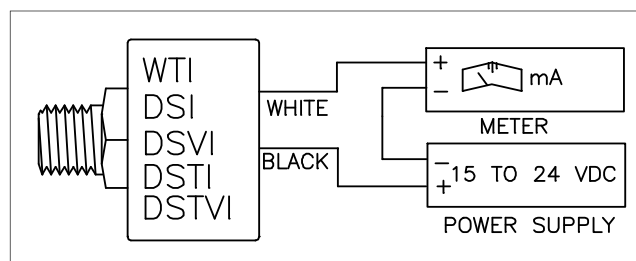 WTI
DSI
DSVI
DSTI
DSTVI
WHITE
BLACK
+
− mA
METER
−
+ 15 TO 24 VDC
POWER SUPPLY